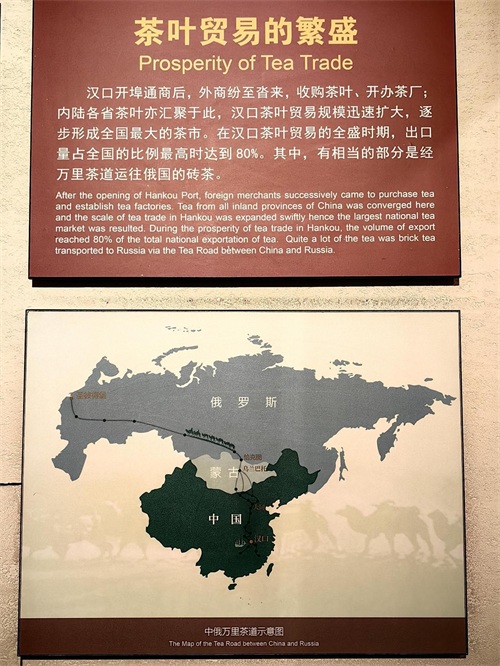 茶叶贸易的繁盛
Prosperity of Tea Trade
汉口开埠通商后，外商纷至沓来，收购茶叶、开办茶厂；
内陆各省茶叶亦汇聚于此，汉口茶叶贸易规模迅速扩大，逐
步形成全国最大的茶市。在汉口茶叶贸易的全盛时期，出口
量占全国的比例最高时达到 80%。其中，有相当的部分是经
万里茶道运往俄国的砖茶。
After the opening of Hankou Port, foreign merchants successively came to purchase tea
and establish tea factories. Tea from all inland provinces of China was converged here
and the scale of tea trade in Hankou was expanded swiftly hence the largest national tea
market was resulted. During the prosperity of tea trade in Hankou, the volume of export
reached 80% of the total national exportation of tea. Quite a lot of the tea was brick tea
transported to Russia via the Tea Road between China and Russia.
俄罗斯
蒙古
乌兰巴托
中国
汉口
中俄万里茶道示意图
The Map of the Tea Road between China and Russia